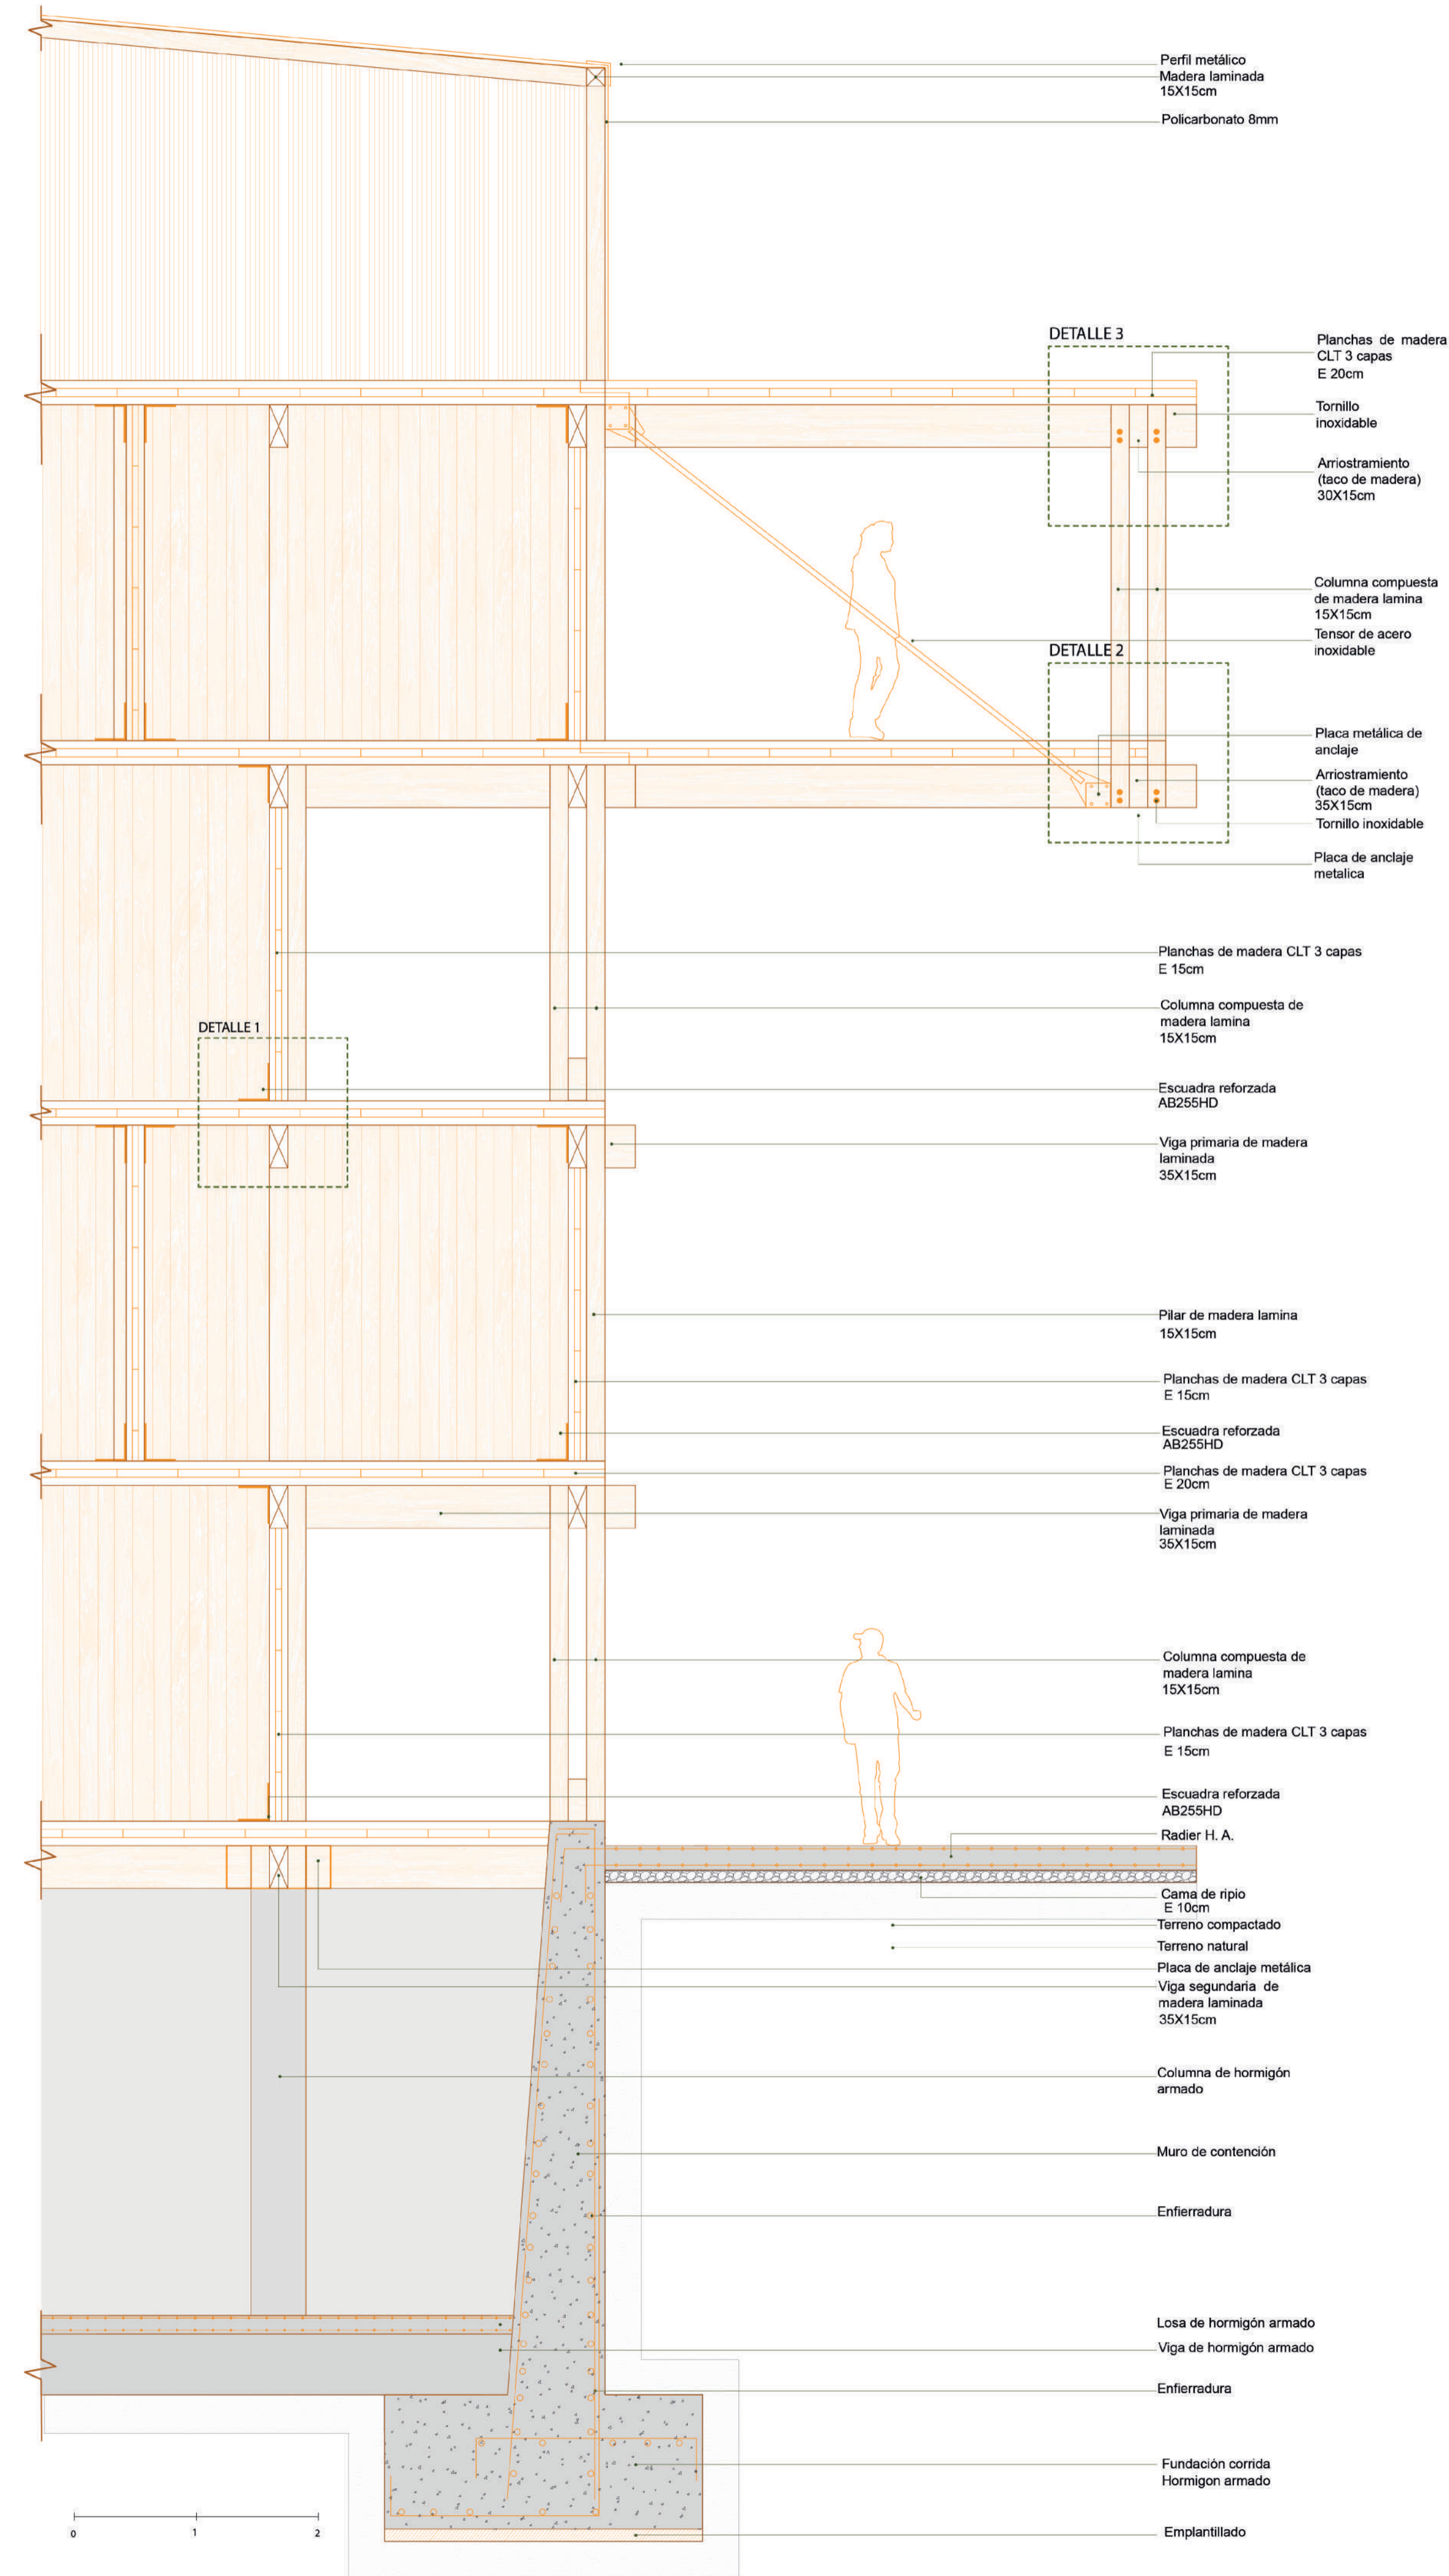 Perfil metálico
Madera laminada
15X15cm
Policarbonato 8mm
DETALLE 3
Planchas de madera
CLT 3 capas
E 20cm
Tornillo
inoxidable
Arriostramiento
(taco de madera)
30X15cm
Columna compuesta
de madera lamina
15X15cm
Tensor de acero
inoxidable
DETALLE 2
Placa metálica de
anclaje
Arriostramiento
(taco de madera)
35X15cm
Tornillo inoxidable
Placa de anclaje
metalica
Planchas de madera CLT 3 capas
E 15cm
Columna compuesta de
madera lamina
15X15cm
DETALLE 1
Escuadra reforzada
AB255HD
Viga primaria de madera
laminada
35X15cm
Pilar de madera lamina
15X15cm
Planchas de madera CLT 3 capas
E 15cm
Escuadra reforzada
AB255HD
Planchas de madera CLT 3 capas
E 20cm
Viga primaria de madera
laminada
35X15cm
Columna compuesta de
madera lamina
15X15cm
Planchas de madera CLT 3 capas
E 15cm
Escuadra reforzada
AB255HD
Radier H. A.
Cama de ripio
E 10cm
Terreno compactado
Terreno natural
Placa de anclaje metálica
Viga segundaria de
madera laminada
35X15cm
Columna de hormigón
armado
Muro de contención
Enfierradura
Losa de hormigón armado
Viga de hormigón armado
Enfierradura
Fundación corrida
Hormigon armado
Emplantillado
0 1 2